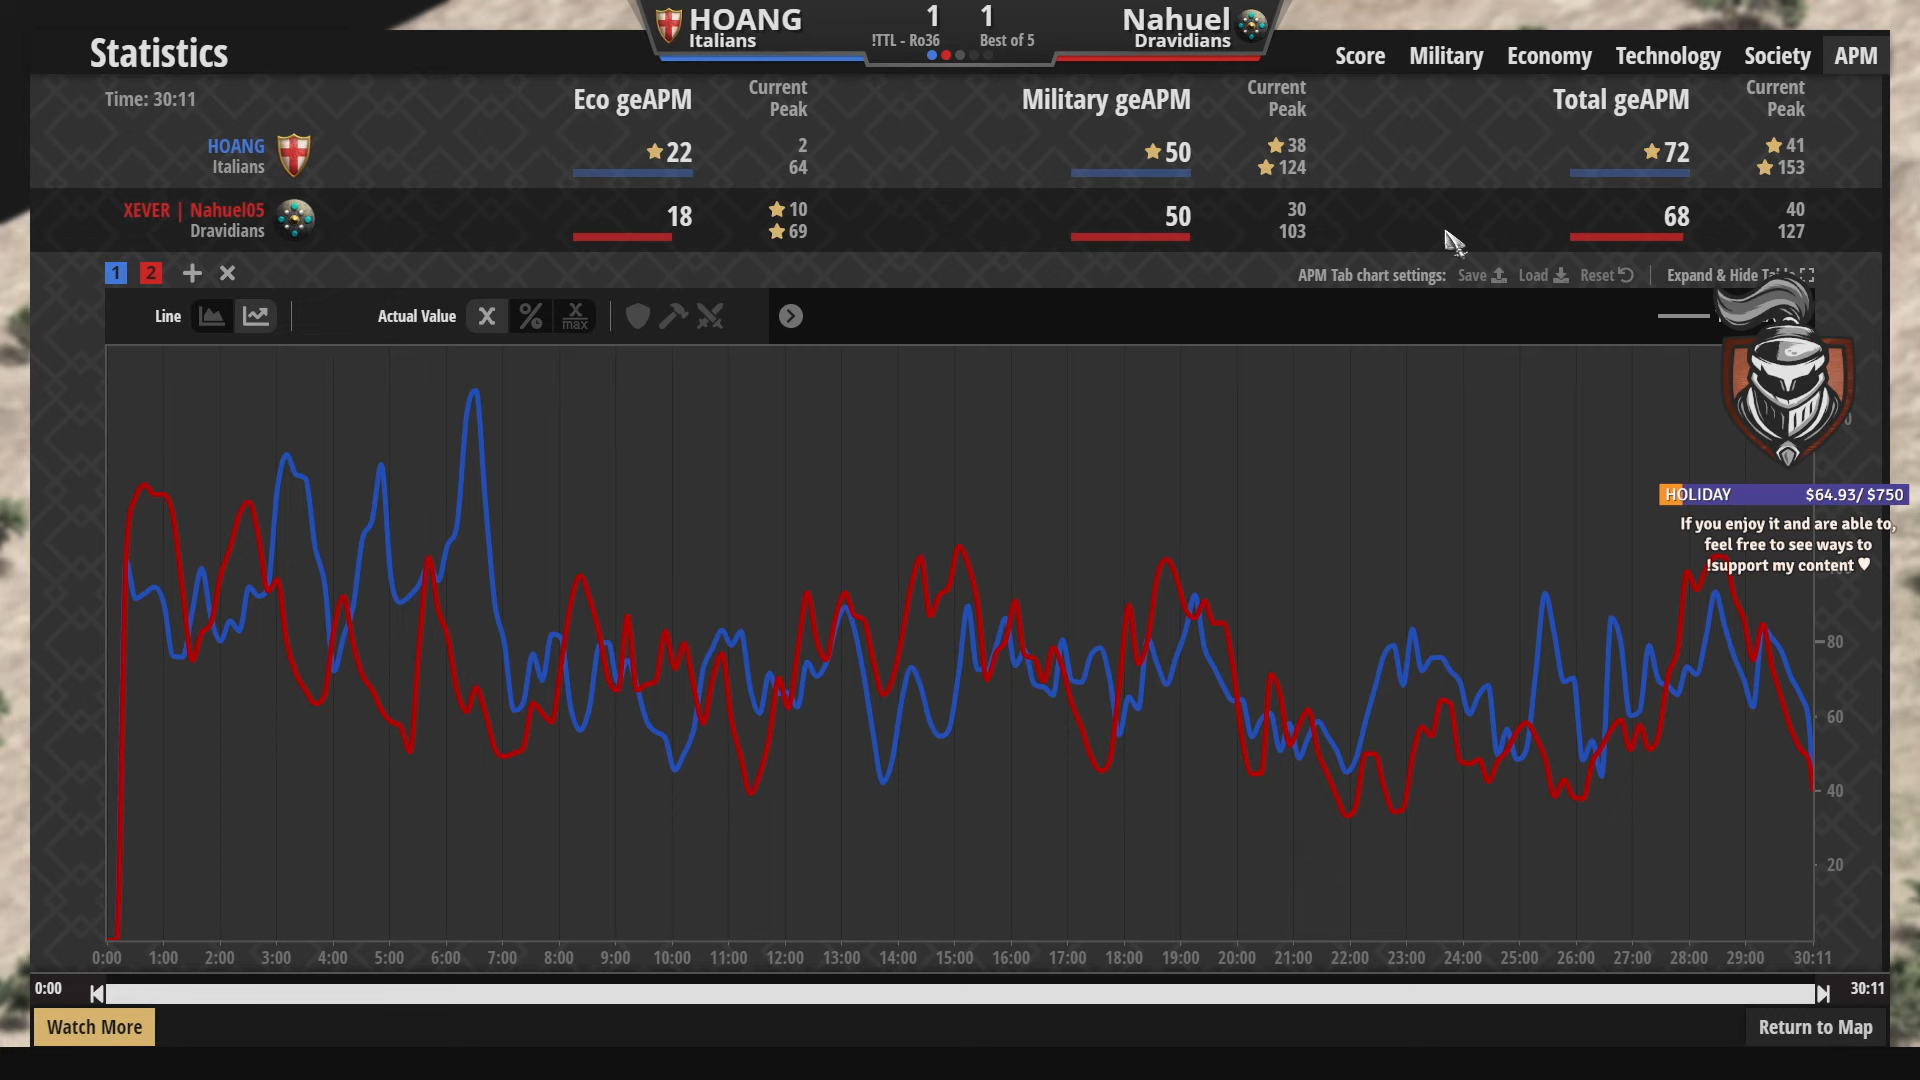 HOANG
Italians
1 1
!TTL - Ro36 Best of 5
Nahuel
Dravidians
Statistics
Score Military Economy Technology Society APM
Time: 30:11
Eco geAPM Current Peak Military geAPM Current Peak Total geAPM Current Peak
HOANG
Italians
22 2 64 50 38 124 72 41 153
XEVER | Nahuel05
Dravidians
18 10 69 50 30 103 68 40 127
1 2
APM Tab chart settings: Save Load Reset Expand & Hide
Line Actual Value X % X max
HOLIDAY $64.93/ $750
If you enjoy it and are able to,
feel free to see ways to
!support my content ♥
80
60
40
20
0:00 1:00 2:00 3:00 4:00 5:00 6:00 7:00 8:00 9:00 10:00 11:00 12:00 13:00 14:00 15:00 16:00 17:00 18:00 19:00 20:00 21:00 22:00 23:00 24:00 25:00 26:00 27:00 28:00 29:00 30:11
0:00 30:11
Watch More Return to Map